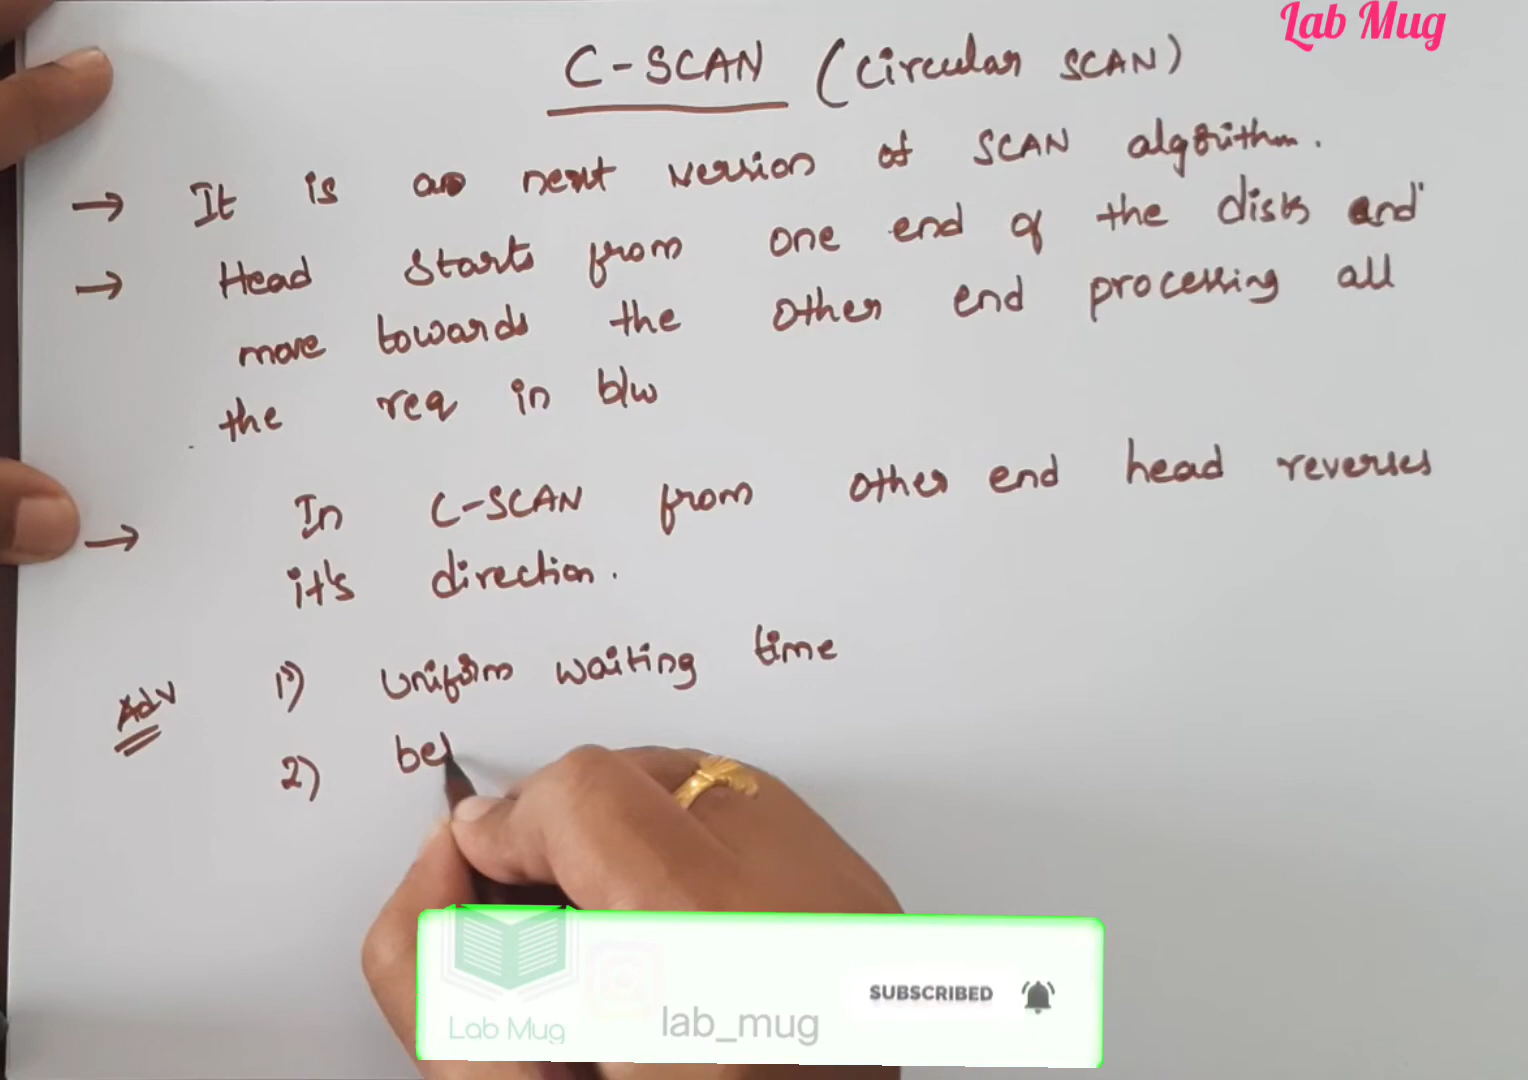 Lab Mug
C-SCAN (Circular SCAN)
→ It is an next version of SCAN algorithm.
→ Head starts from one end of the disk and
move towards the other end processing all
the req in b/w
→ In C-SCAN from other end head reverses
it's direction.
Adv 1) Uniform waiting time
2) bet
SUBSCRIBED
Lab Mug lab_mug